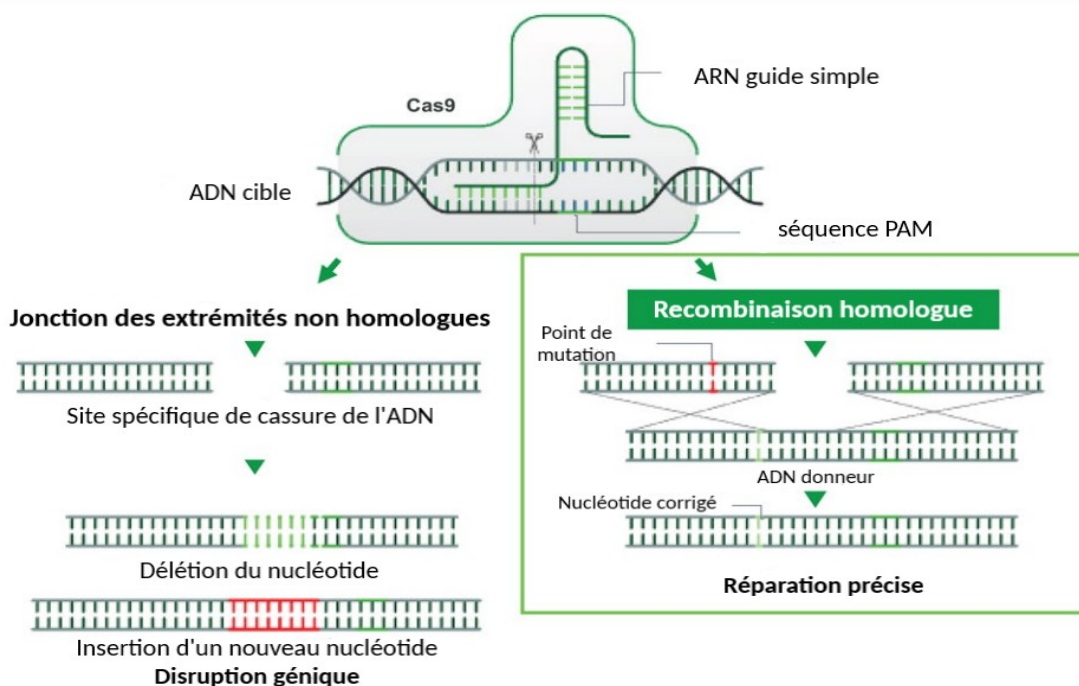 ARN guide simple
Cas9
ADN cible
séquence PAM
Jonction des extrémités non homologues
Site spécifique de cassure de l'ADN
Délétion du nucléotide
Insertion d'un nouveau nucléotide
Disruption génique
Recombinaison homologue
Point de
mutation
ADN donneur
Nucléotide corrigé
Réparation précise